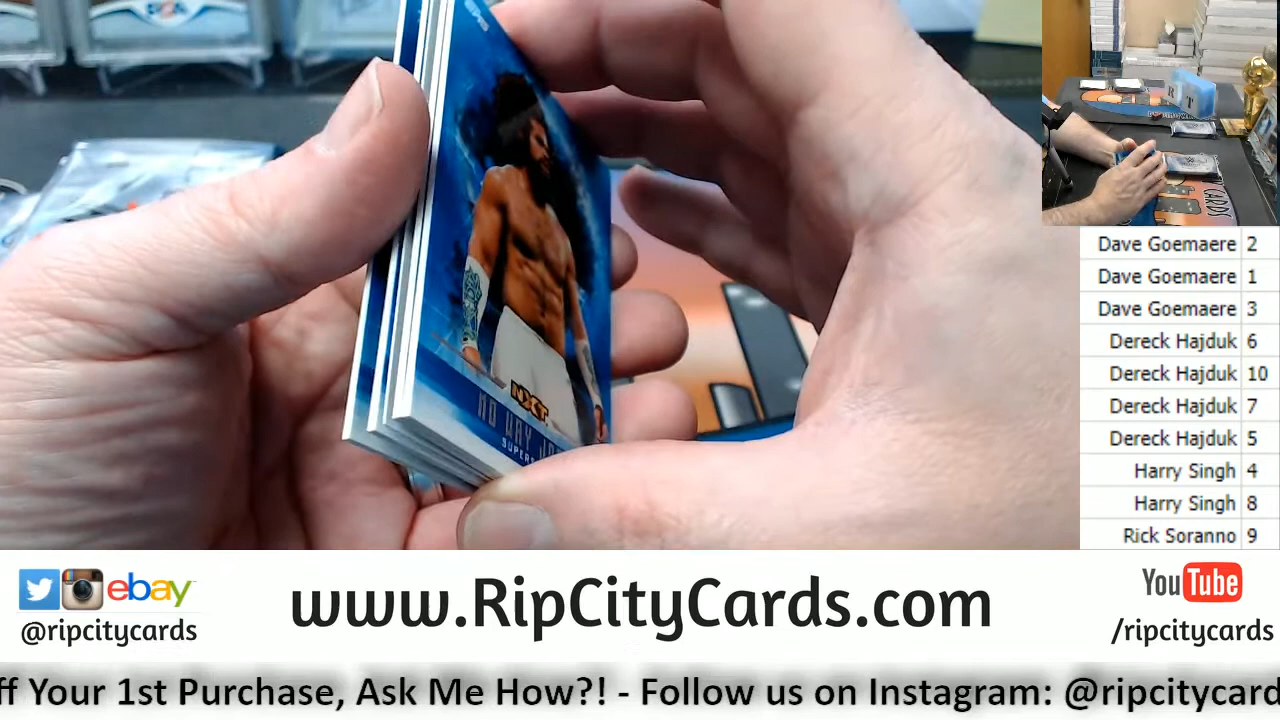 NXT
NO WAY
Dave Goemaere 2
Dave Goemaere 1
Dave Goemaere 3
Dereck Hajduk 6
Dereck Hajduk 10
Dereck Hajduk 7
Dereck Hajduk 5
Harry Singh 4
Harry Singh 8
Rick Soranno 9
ebay
@ripcitycards
www.RipCityCards.com
YouTube
/ripcitycards
ff Your 1st Purchase, Ask Me How?! - Follow us on Instagram: @ripcitycard